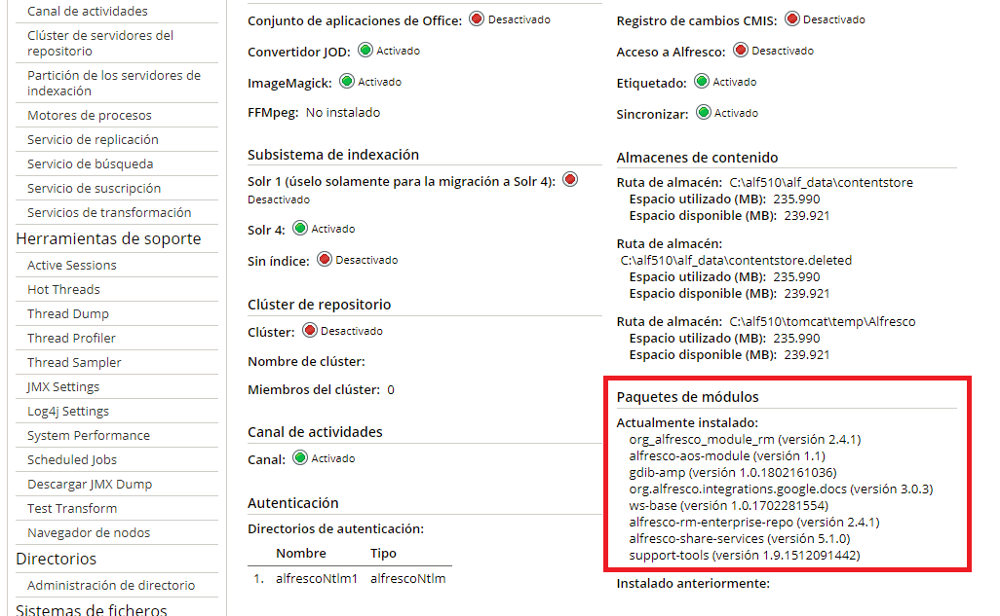 Canal de actividades
Clúster de servidores del
repositorio
Partición de los servidores de
indexación
Motores de procesos
Servicio de replicación
Servicio de búsqueda
Servicio de suscripción
Servicios de transformación
Herramientas de soporte
Active Sessions
Hot Threads
Thread Dump
Thread Profiler
Thread Sampler
JMX Settings
Log4j Settings
System Performance
Scheduled Jobs
Descargar JMX Dump
Test Transform
Navegador de nodos
Directorios
Administración de directorio
Sistemas de ficheros
Conjunto de aplicaciones de Office: Desactivado
Convertidor JOD: Activado
ImageMagick: Activado
FFMpeg: No instalado
Subsistema de indexación
Solr 1 (úselo solamente para la migración a Solr 4):
Desactivado
Solr 4: Activado
Sin índice: Desactivado
Clúster de repositorio
Clúster: Desactivado
Nombre de clúster:
Miembros del clúster: 0
Canal de actividades
Canal: Activado
Autenticación
Directorios de autenticación:
Nombre Tipo
1. alfrescoNtlm1 alfrescoNtlm
Registro de cambios CMIS: Desactivado
Acceso a Alfresco: Desactivado
Etiquetado: Activado
Sincronizar: Activado
Almacenes de contenido
Ruta de almacén: C:\alf510\alf_data\contentstore
Espacio utilizado (MB): 235.990
Espacio disponible (MB): 239.921
Ruta de almacén:
C:\alf510\alf_data\contentstore.deleted
Espacio utilizado (MB): 235.990
Espacio disponible (MB): 239.921
Ruta de almacén: C:\alf510\tomcat\temp\Alfresco
Espacio utilizado (MB): 235.990
Espacio disponible (MB): 239.921
Paquetes de módulos
Actualmente instalado:
org_alfresco_module_rm (versión 2.4.1)
alfresco-aos-module (versión 1.1)
gdib-amp (versión 1.0.1802161036)
org.alfresco.integrations.google.docs (versión 3.0.3)
ws-base (versión 1.0.1702281554)
alfresco-rm-enterprise-repo (versión 2.4.1)
alfresco-share-services (versión 5.1.0)
support-tools (versión 1.9.1512091442)
Instalado anteriormente: